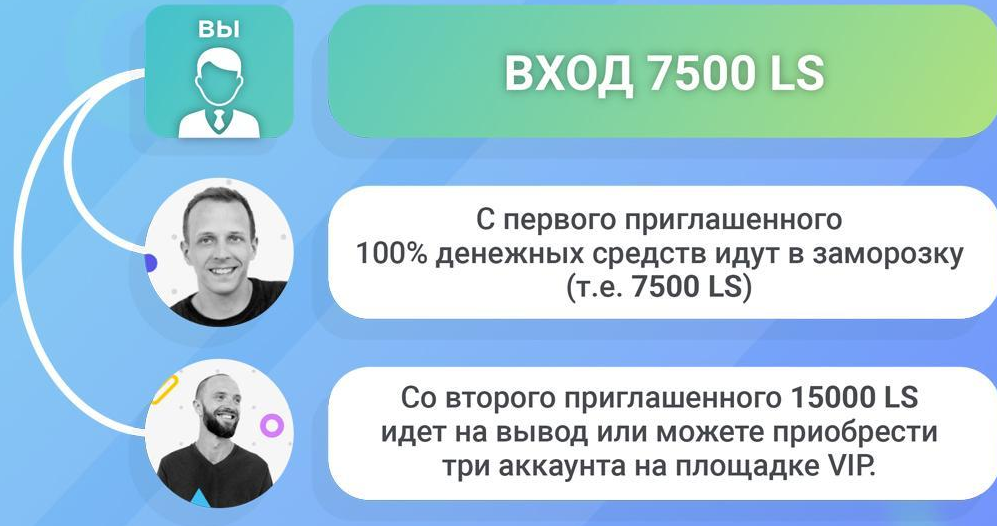 ВЫ
ВХОД 7500 LS
С первого приглашенного
100% денежных средств идут в заморозку
(т.е. 7500 LS)
Со второго приглашенного 15000 LS
идет на вывод или можете приобрести
три аккаунта на площадке VIP.